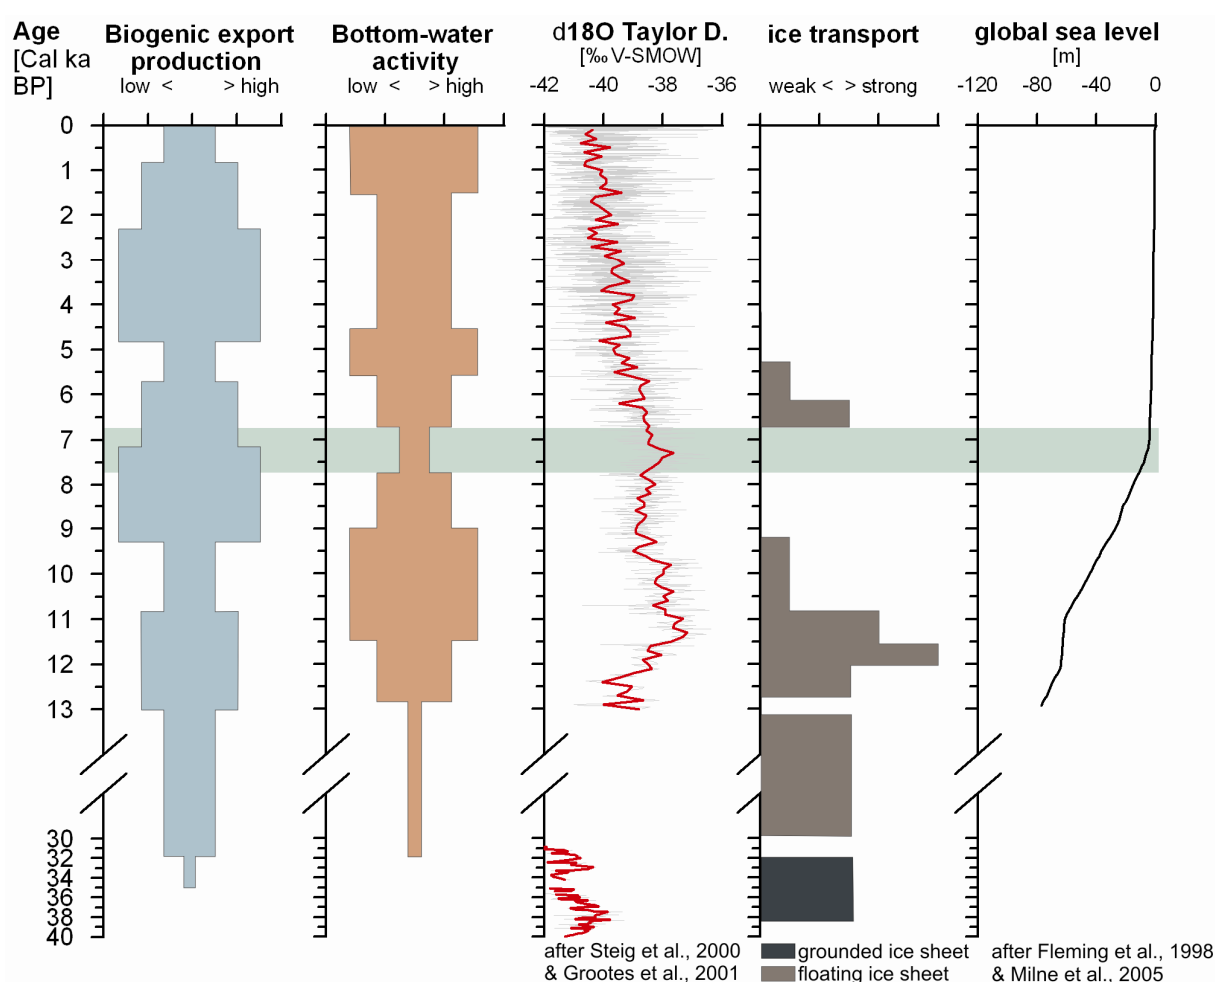 Age
[Cal ka
BP]
Biogenic export
production
low < > high
Bottom-water
activity
low < > high
d18O Taylor D.
[‰ V-SMOW]
-42 -40 -38 -36
ice transport
weak < > strong
global sea level
[m]
-120 -80 -40 0
0
1
2
3
4
5
6
7
8
9
10
11
12
13
30
32
33
34
36
37
38
40
after Steig et al., 2000
& Grootes et al., 2001
grounded ice sheet
floating ice sheet
after Fleming et al., 1998
& Milne et al., 2005